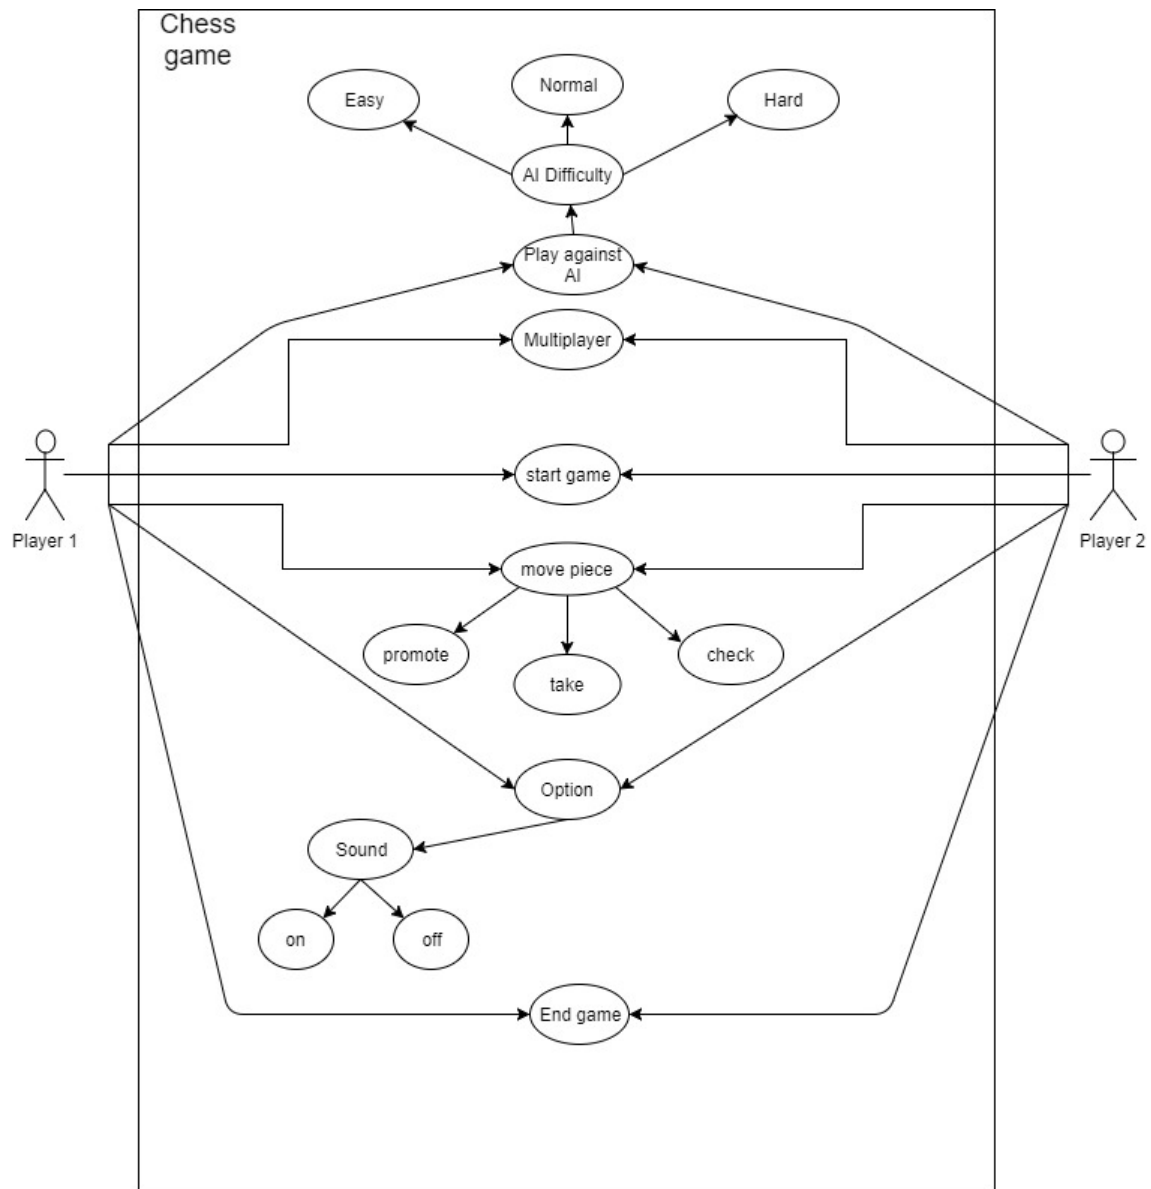 Chess
game
Normal
Easy
Hard
AI Difficulty
Play against
AI
Multiplayer
start game
Player 1
Player 2
move piece
promote
check
take
Option
Sound
on
off
End game